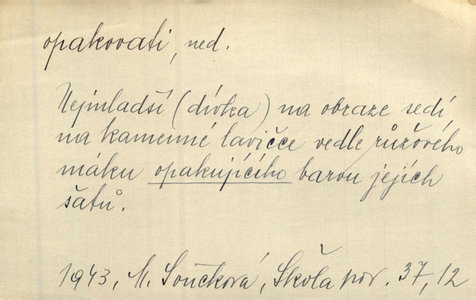 opakovati, ned.
Nejmladší (dívka) na obraze sedí
na kamenné lavičce vedle růžového
máku opakujícího barvu jejích
šatů.
1943, M. Součková, Škola pov. 37, 12